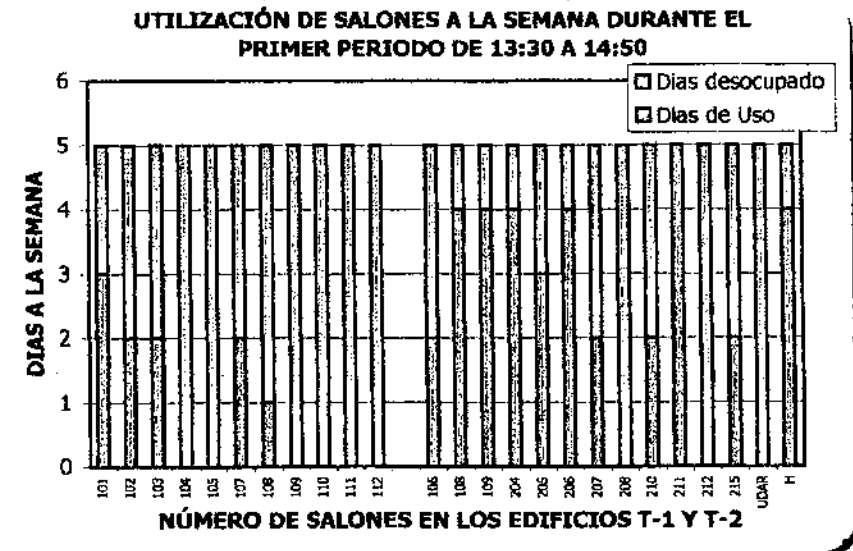 UTILIZACIÓN DE SALONES A LA SEMANA DURANTE EL
PRIMER PERIODO DE 13:30 A 14:50
Dias desocupado
Dias de Uso
DIAS A LA SEMANA
6
5
4
3
2
1
0
101 102 103 104 105 107 108 109 110 111 112 106 108 109 204 205 206 207 208 210 211 212 215 UDAR H
NÚMERO DE SALONES EN LOS EDIFICIOS T-1 Y T-2